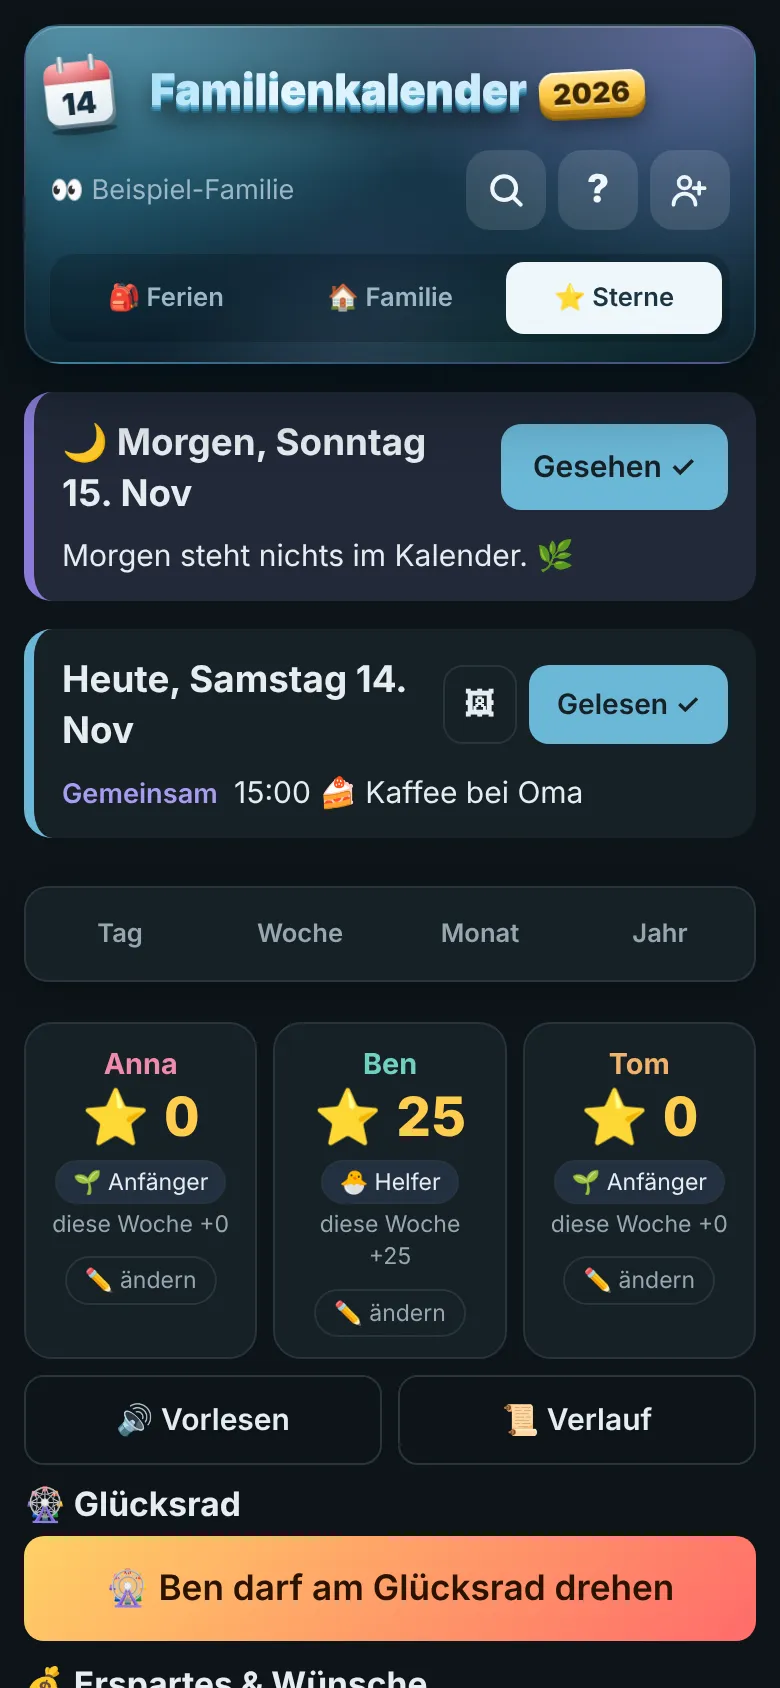 14 Familienkalender 2026
👀 Beispiel-Familie ?
🎒 Ferien 🏠 Familie ⭐ Sterne
🌙 Morgen, Sonntag
15. Nov
Gesehen ✓
Morgen steht nichts im Kalender. 🌿
Heute, Samstag 14.
Nov
Gelesen ✓
Gemeinsam 15:00 🍰 Kaffee bei Oma
Tag Woche Monat Jahr
Anna
⭐ 0
🌱 Anfänger
diese Woche +0
✏️ ändern
Ben
⭐ 25
🐣 Helfer
diese Woche
+25
✏️ ändern
Tom
⭐ 0
🌱 Anfänger
diese Woche +0
✏️ ändern
🔊 Vorlesen 📜 Verlauf
🎡 Glücksrad
🎡 Ben darf am Glücksrad drehen
💰 Erspartes & Wünsche